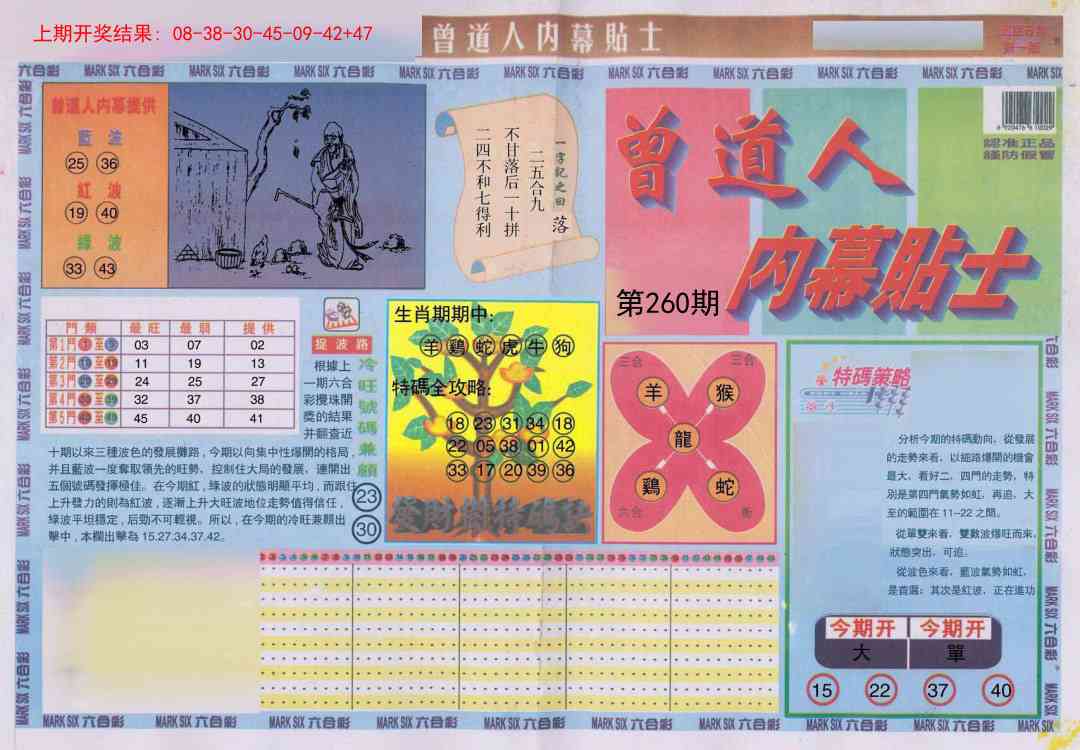 上期开奖结果: 08-38-30-45-09-42+47
曾道人内幕贴士
MARK SIX 六合彩
曾道人内幕提供
藍 波
25 36
紅 波
19 40
綠 波
33 43
一字記之曰 落
二五合九
不甘落后一十拼
二四不和七得利
曾道人
内幕貼士
第260期
認准正品
謹防假冒
門類 最旺 最弱 提供
第1門 03 07 02
第2門 11 19 13
第3門 24 25 27
第4門 32 37 38
第5門 45 40 41
捉波路
根據上
一期六合
彩攪珠開
獎的結果
并翻查近
十期以來三種波色的發展攤路，今期以向集中性爆開的格局，
并且藍波一度奪取領先的旺勢，控制住大局的發展，連開出
五個號碼發揮極佳。在今期紅，綠波的狀態明顯平均，而跟住
上升發力的則為紅波，逐漸上升大旺波地位走勢值得信任，
綠波平坦穩定，后勁不可輕視。所以，在今期的冷旺兼顧出
擊中，本欄出擊為 15.27.34.37.42。
冷旺號碼兼顧
23
30
生肖期期中:
羊 鷄 蛇 虎 牛 狗
特碼全攻略:
18 23 31 34 18
22 05 38 01 42
33 17 20 39 36
三合 三合
羊 猴
龍
鷄 蛇
六合 衝
特碼策略
分析今期的特碼動向，從發展
的走勢來看，以細路爆開的機會
最大，看好二，四門的走勢，特
別是第四門氣勢如虹，再追，大
至的範圍在 11-22 之間。
從單雙來看，雙數波爆旺而來，
狀態突出，可追。
從波色來看，藍波氣勢如虹，
是首選；其次是紅波，正在進功
今期开 今期开
大 單
15 22 37 40